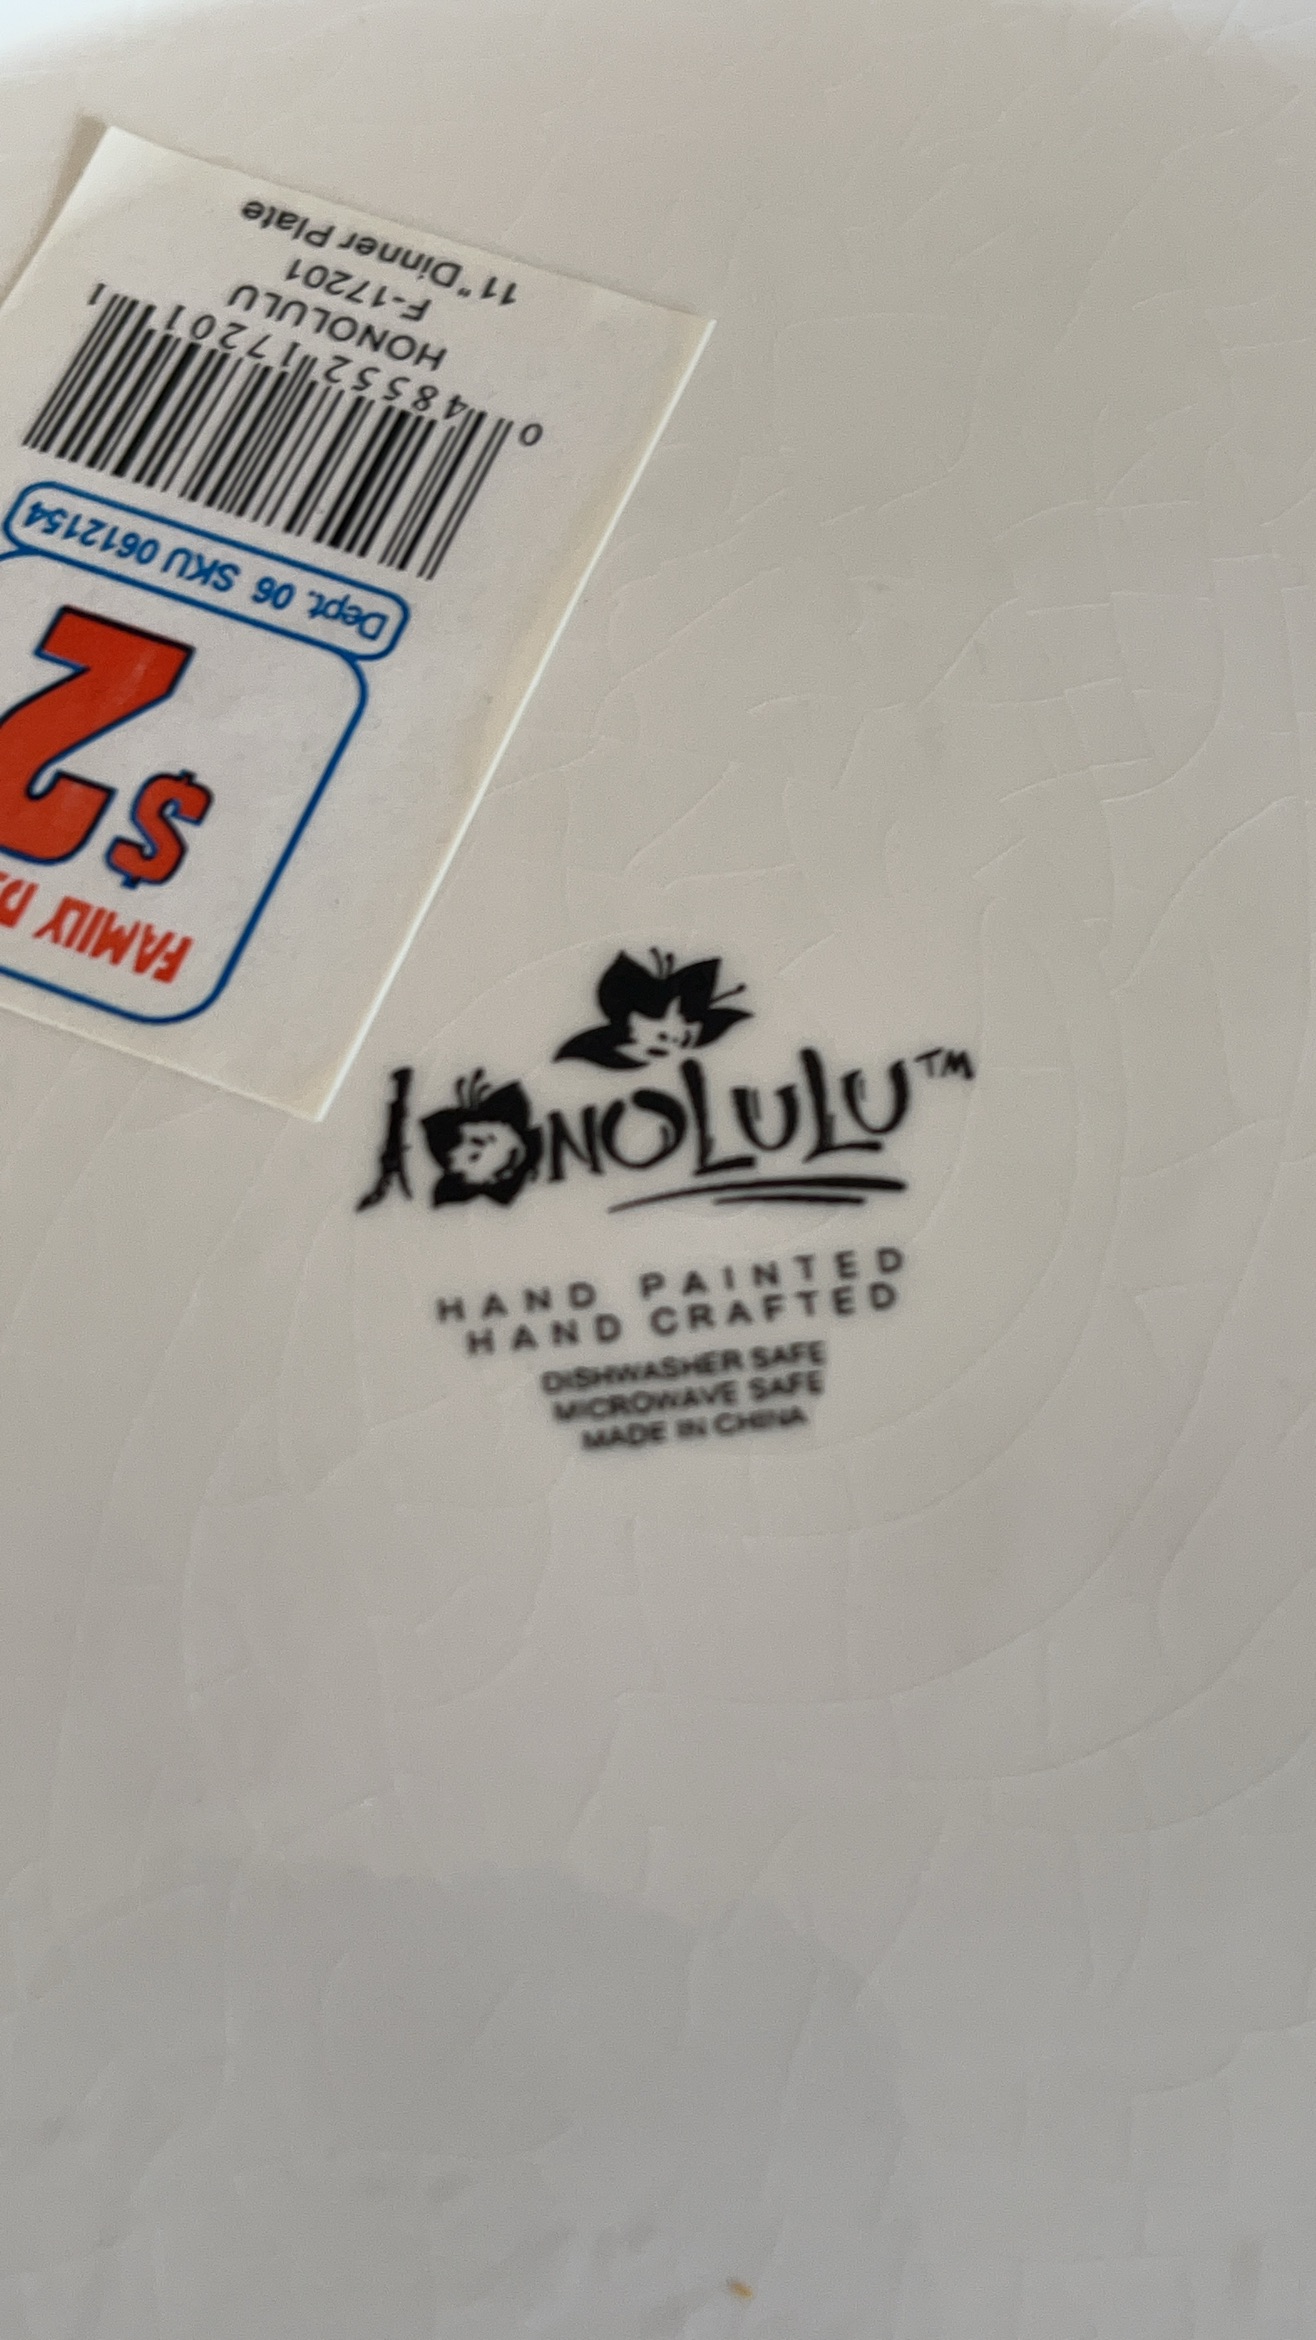 FAMILY
$2
Dept. 06 SKU 0612154
0 48552 17201 1
HONOLULU
F-17201
11" Dinner Plate
HONOLULU™
HAND PAINTED
HAND CRAFTED
DISHWASHER SAFE
MICROWAVE SAFE
MADE IN CHINA